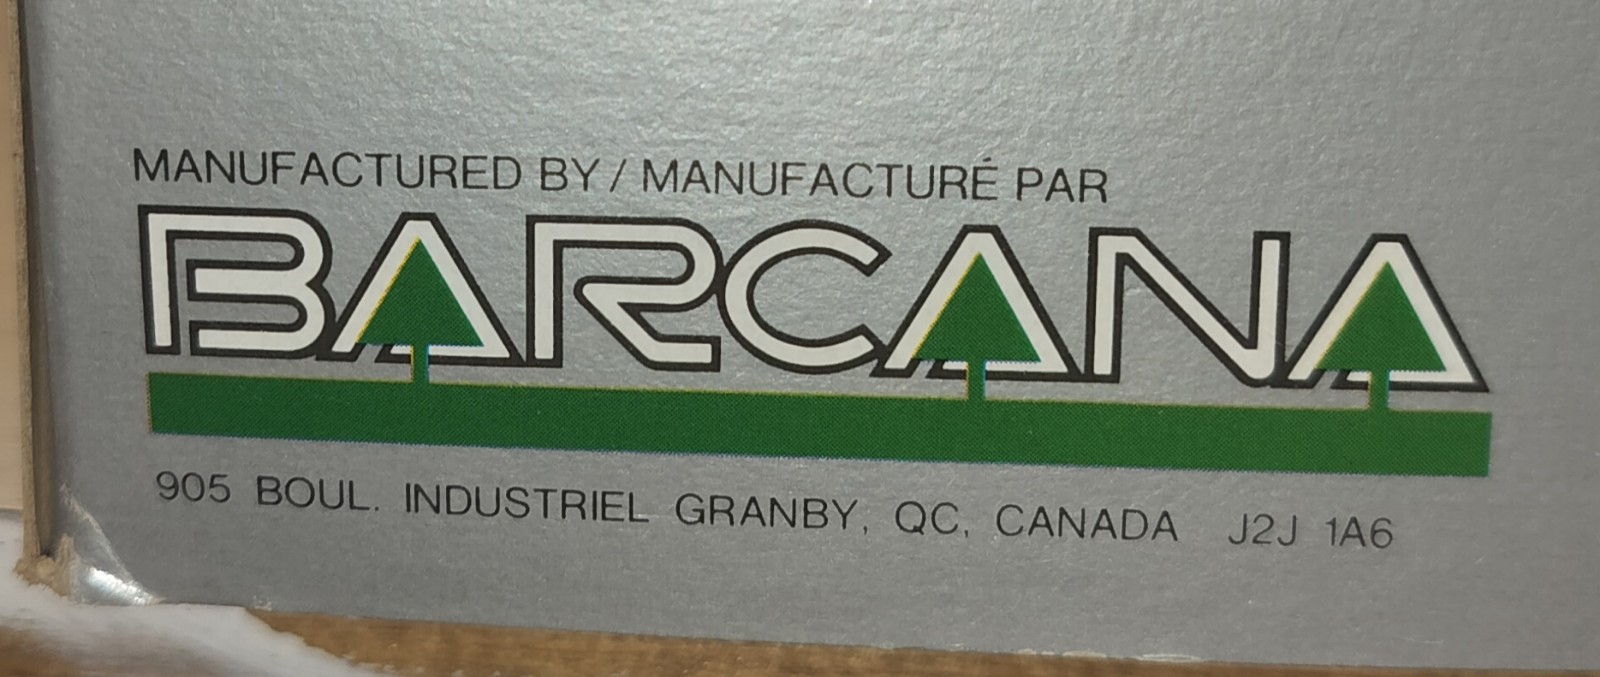 MANUFACTURED BY / MANUFACTURÉ PAR
BARCANA
905 BOUL. INDUSTRIEL GRANBY, QC, CANADA J2J 1A6